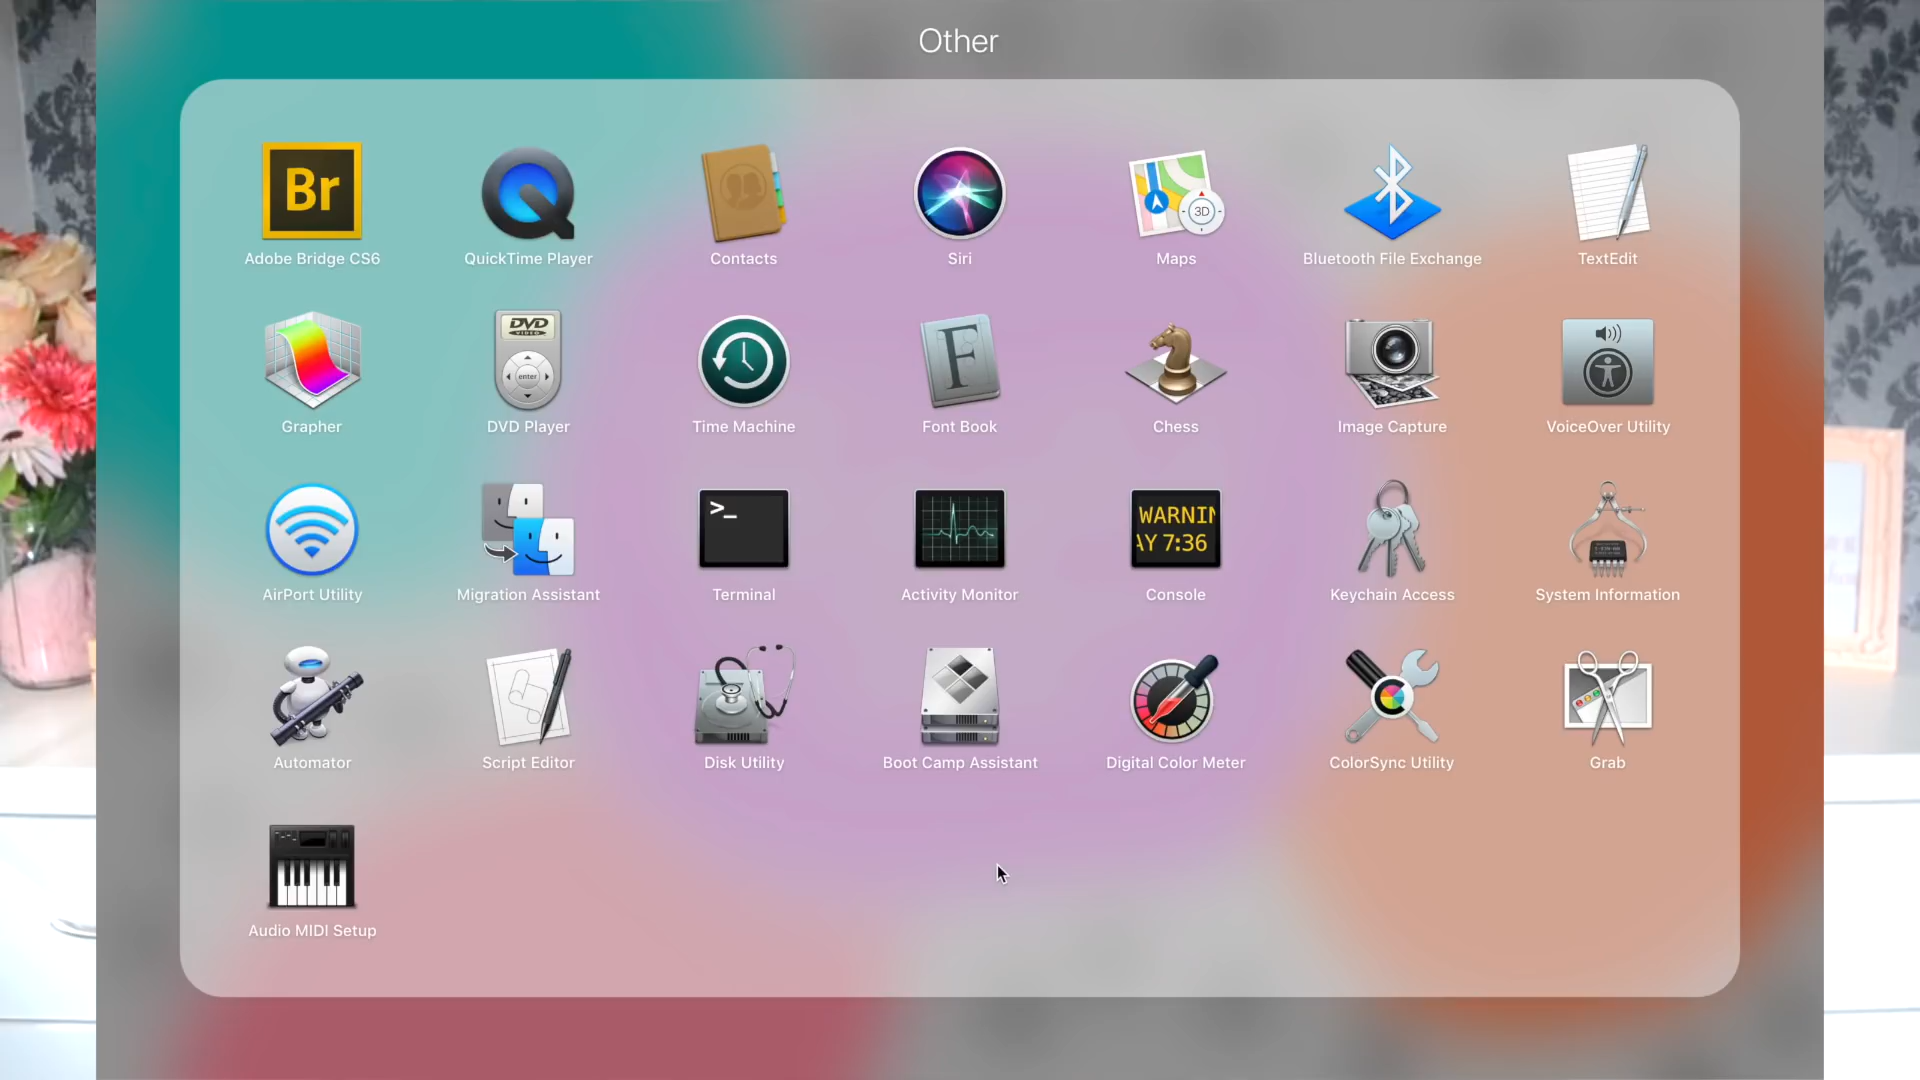 Other
Br
Adobe Bridge CS6
QuickTime Player
Contacts
Siri
3D
Maps
Bluetooth File Exchange
TextEdit
Grapher
DVD
VIDEO
enter
DVD Player
Time Machine
F
Font Book
Chess
Image Capture
VoiceOver Utility
AirPort Utility
Migration Assistant
>_
Terminal
Activity Monitor
WARNIN
AY 7:36
Console
Keychain Access
System Information
Automator
Script Editor
Disk Utility
Boot Camp Assistant
Digital Color Meter
ColorSync Utility
Grab
Audio MIDI Setup